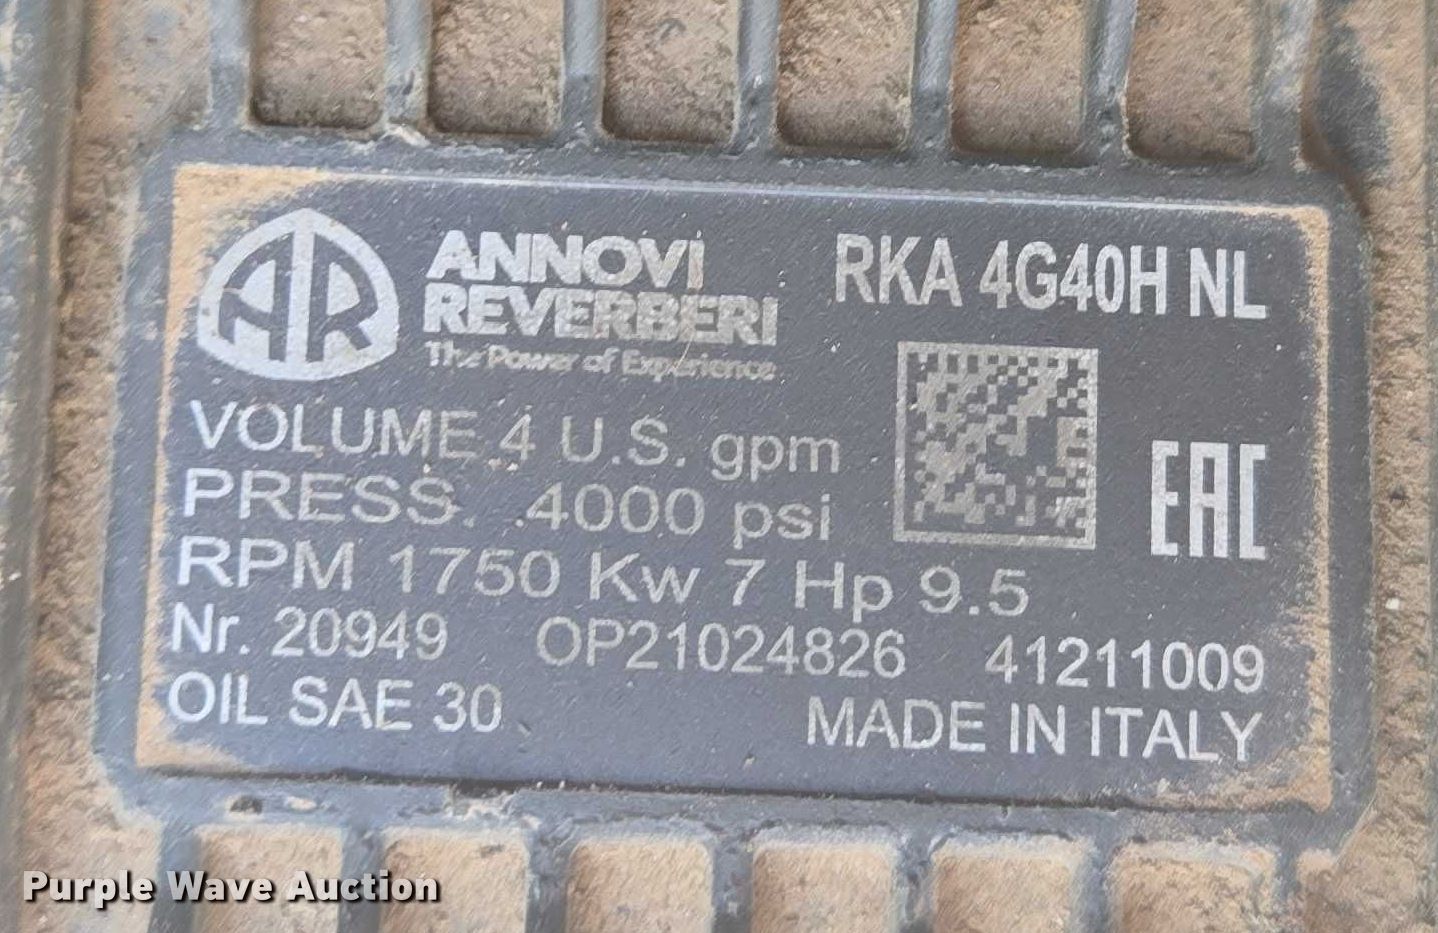 AR
ANNOVI
REVERBERI
The Power of Experience
RKA 4G40H NL
VOLUME 4 U.S. gpm
PRESS. 4000 psi
RPM 1750 Kw 7 Hp 9.5
EAC
Nr. 20949 OP21024826 41211009
OIL SAE 30
MADE IN ITALY
Purple Wave Auction